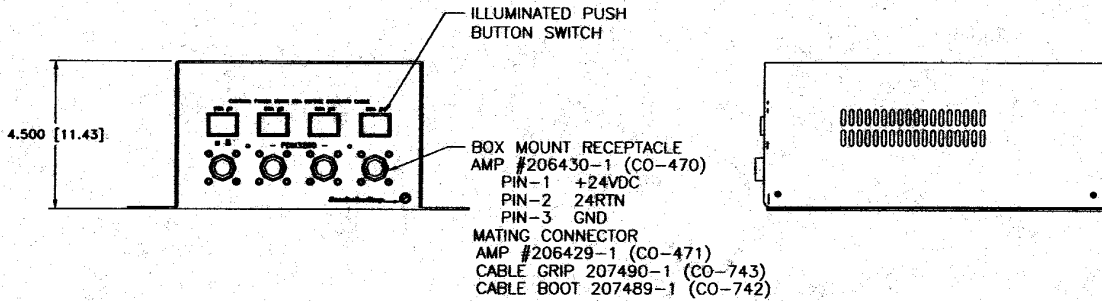 ILLUMINATED PUSH
BUTTON SWITCH
4.500 [11.43]
BOX MOUNT RECEPTACLE
AMP #206430-1 (CO-470)
PIN-1 +24VDC
PIN-2 24RTN
PIN-3 GND
MATING CONNECTOR
AMP #206429-1 (CO-471)
CABLE GRIP 207490-1 (CO-743)
CABLE BOOT 207489-1 (CO-742)